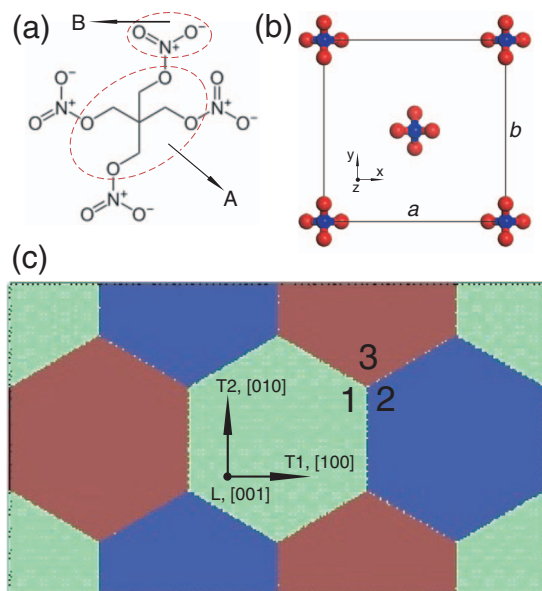 (a)
B
O
O⁻
N⁺
O
O⁻
N⁺
O
O
O
N⁺
O
O⁻
O
N⁺
O
O⁻
A
(b)
b
y
z
x
a
(c)
3
1
2
T2, [010]
T1, [100]
L, [001]